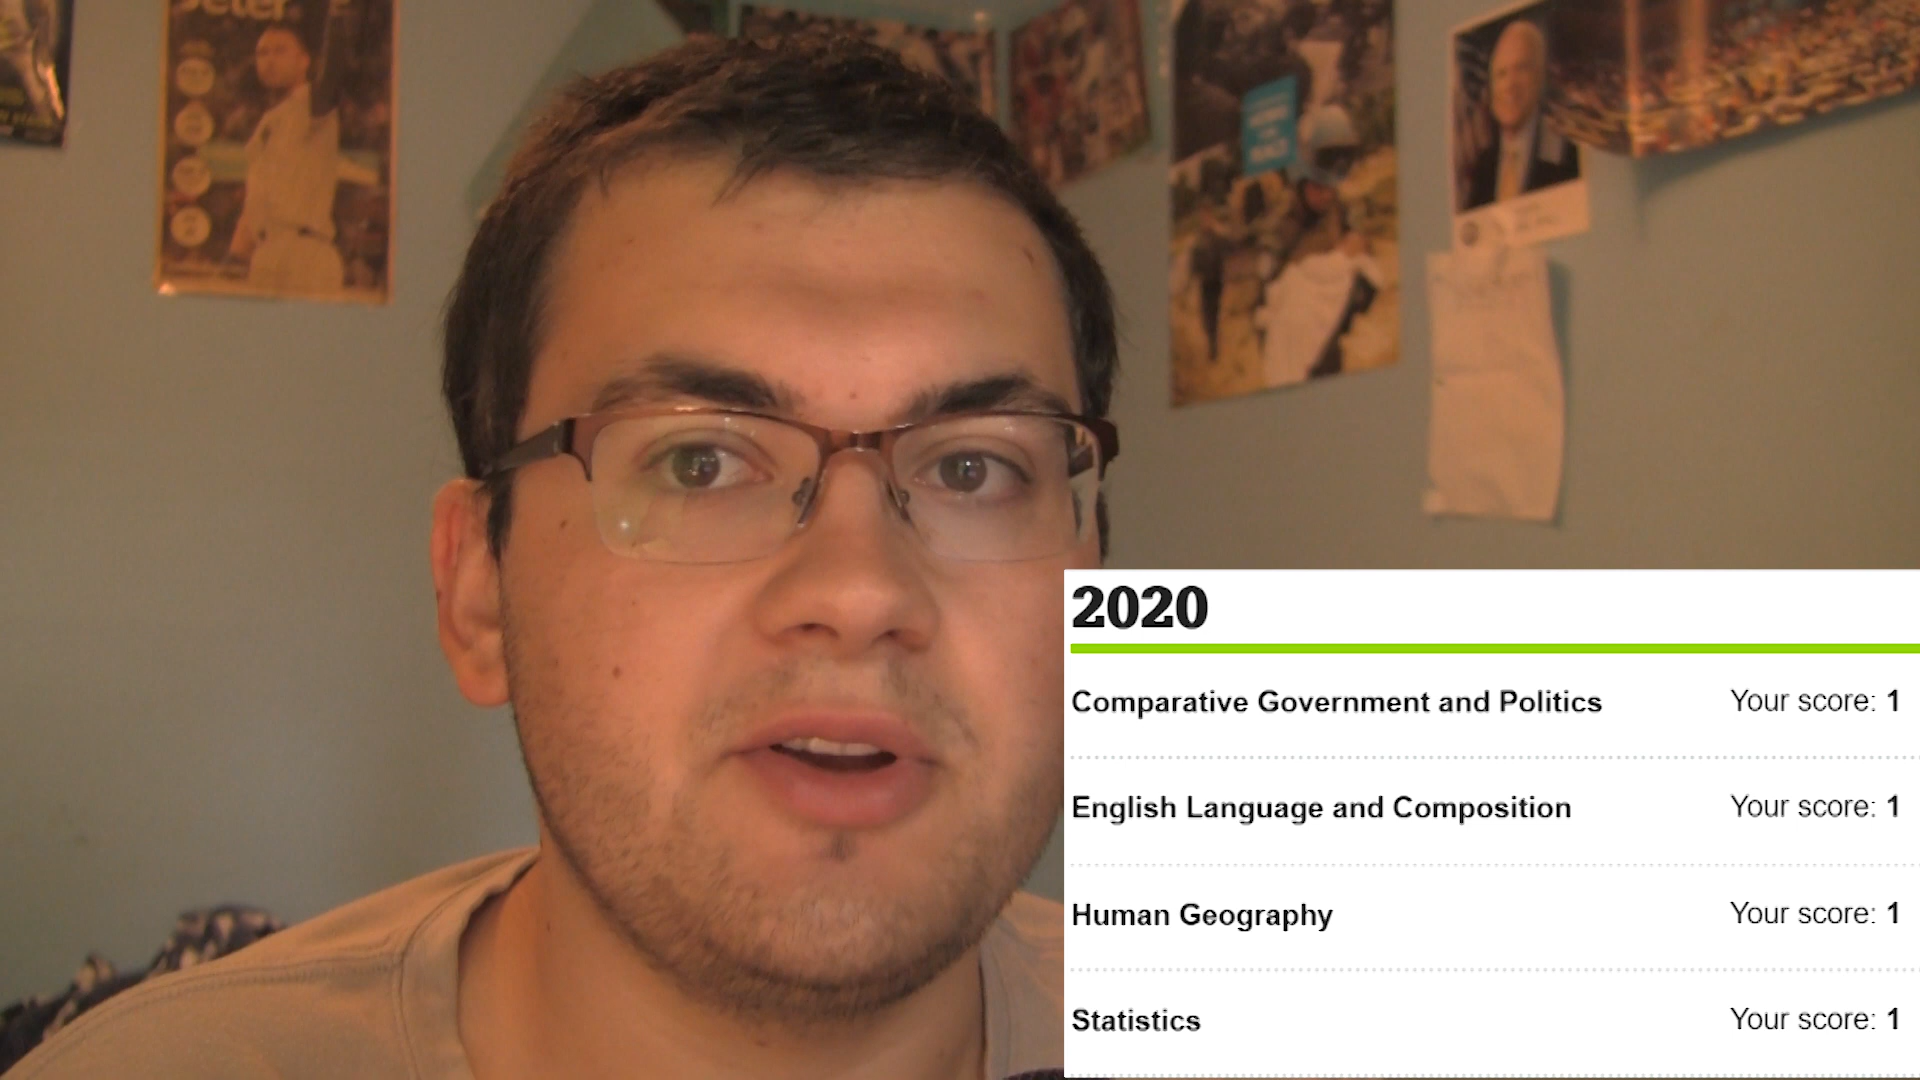 Jeter
2020
Comparative Government and Politics Your score: 1
English Language and Composition Your score: 1
Human Geography Your score: 1
Statistics Your score: 1